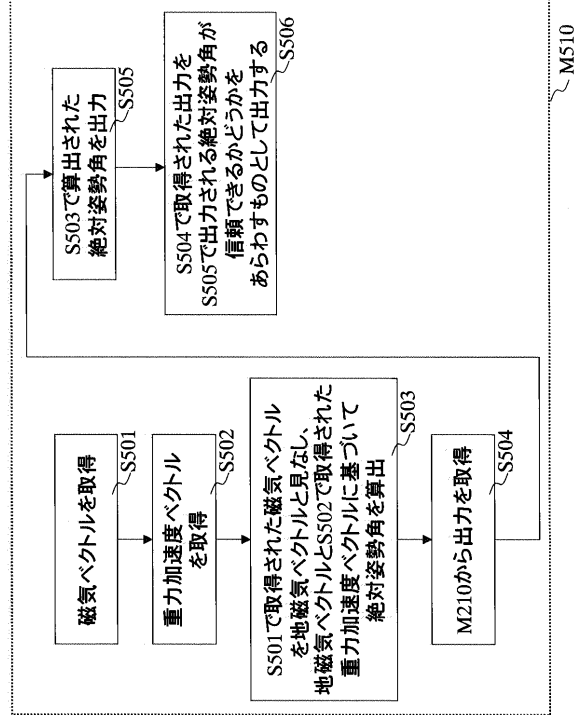 磁気ベクトルを取得
S501
重力加速度ベクトル
を取得
S502
S501で取得された磁気ベクトル
を地磁気ベクトルと見なし、
地磁気ベクトルとS502で取得された
重力加速度ベクトルに基づいて
絶対姿勢角を算出
S503
M210から出力を取得
S504
S503で算出された
絶対姿勢角を出力
S505
S504で取得された出力を
S505で出力される絶対姿勢角が
信頼できるかどうかを
あらわすものとして出力する
S506
M510